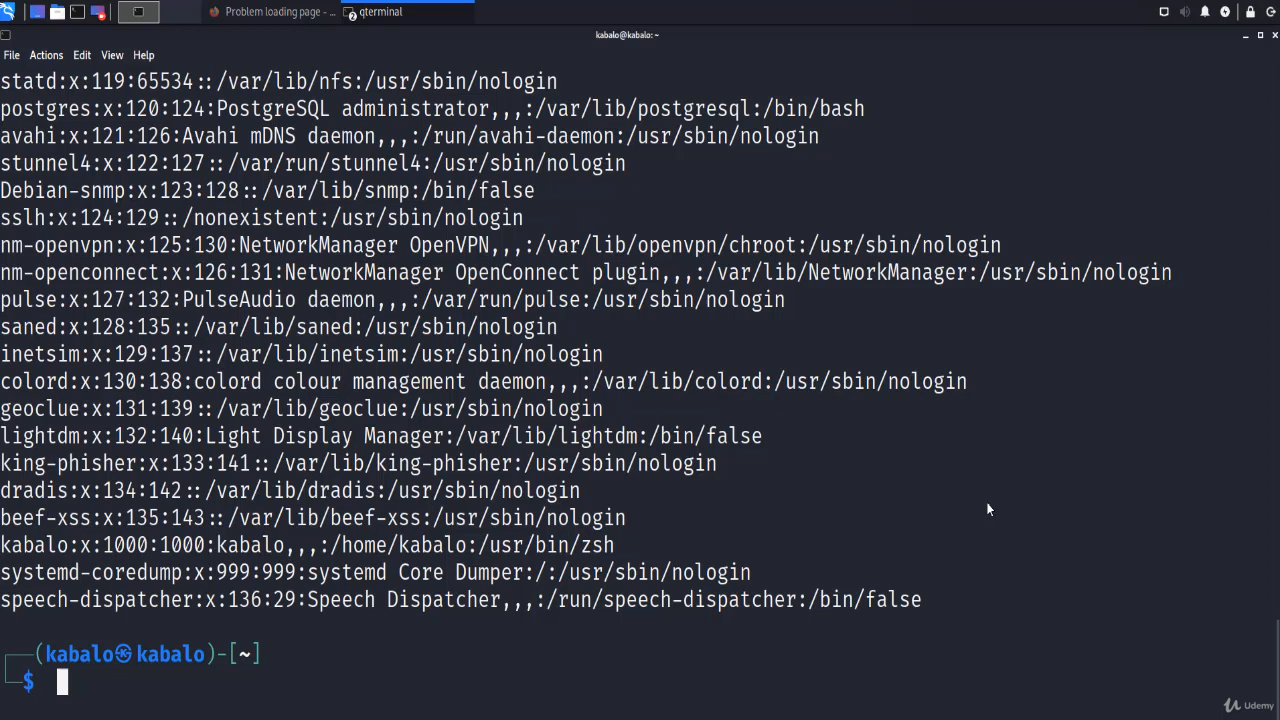 Problem loading page - ...
qterminal
2
kabalo@kabalo: ~
File Actions Edit View Help
statd:x:119:65534::/var/lib/nfs:/usr/sbin/nologin
postgres:x:120:124:PostgreSQL administrator,,,:/var/lib/postgresql:/bin/bash
avahi:x:121:126:Avahi mDNS daemon,,,:/run/avahi-daemon:/usr/sbin/nologin
stunnel4:x:122:127::/var/run/stunnel4:/usr/sbin/nologin
Debian-snmp:x:123:128::/var/lib/snmp:/bin/false
sslh:x:124:129::/nonexistent:/usr/sbin/nologin
nm-openvpn:x:125:130:NetworkManager OpenVPN,,,:/var/lib/openvpn/chroot:/usr/sbin/nologin
nm-openconnect:x:126:131:NetworkManager OpenConnect plugin,,,:/var/lib/NetworkManager:/usr/sbin/nologin
pulse:x:127:132:PulseAudio daemon,,,:/var/run/pulse:/usr/sbin/nologin
saned:x:128:135::/var/lib/saned:/usr/sbin/nologin
inetsim:x:129:137::/var/lib/inetsim:/usr/sbin/nologin
colord:x:130:138:colord colour management daemon,,,:/var/lib/colord:/usr/sbin/nologin
geoclue:x:131:139::/var/lib/geoclue:/usr/sbin/nologin
lightdm:x:132:140:Light Display Manager:/var/lib/lightdm:/bin/false
king-phisher:x:133:141::/var/lib/king-phisher:/usr/sbin/nologin
dradis:x:134:142::/var/lib/dradis:/usr/sbin/nologin
beef-xss:x:135:143::/var/lib/beef-xss:/usr/sbin/nologin
kabalo:x:1000:1000:kabalo,,,:/home/kabalo:/usr/bin/zsh
systemd-coredump:x:999:999:systemd Core Dumper:/:/usr/sbin/nologin
speech-dispatcher:x:136:29:Speech Dispatcher,,,:/run/speech-dispatcher:/bin/false
(kabalo㉿kabalo)-[~]
$
Udemy